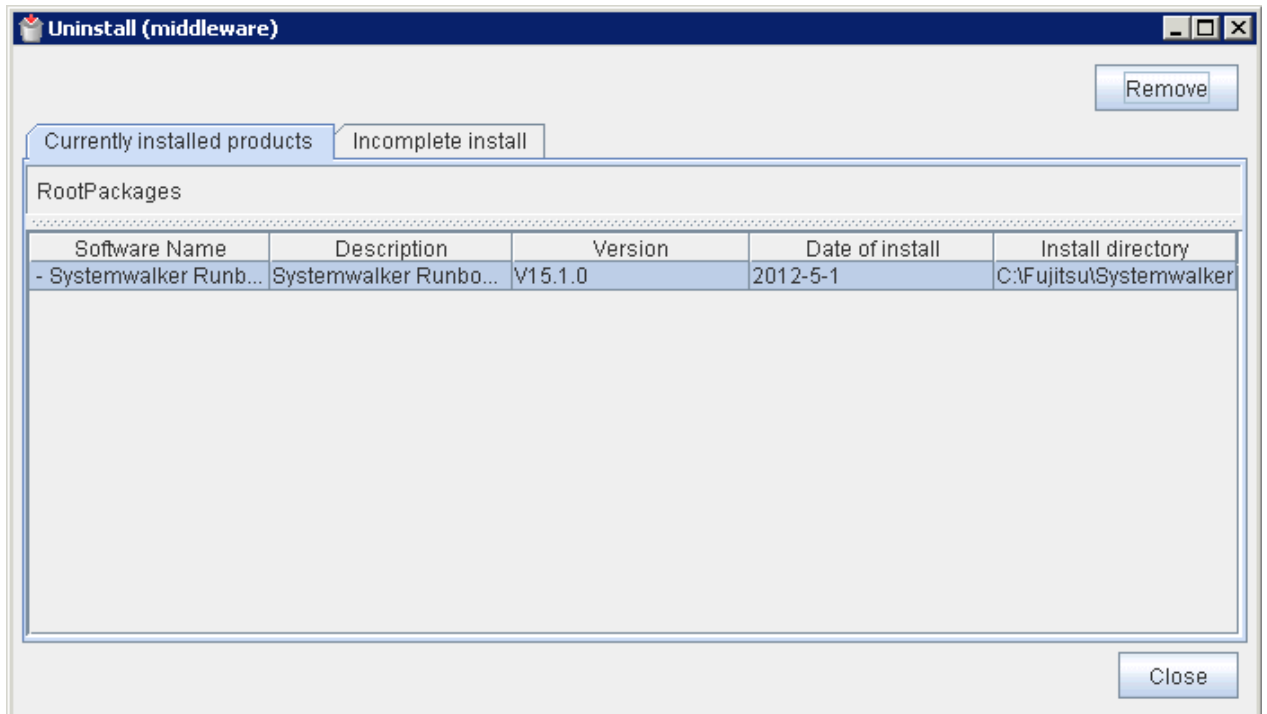 Uninstall (middleware)
Remove
Currently installed products Incomplete install
RootPackages
Software Name Description Version Date of install Install directory
- Systemwalker Runb... Systemwalker Runbo... V15.1.0 2012-5-1 C:\Fujitsu\Systemwalker
Close